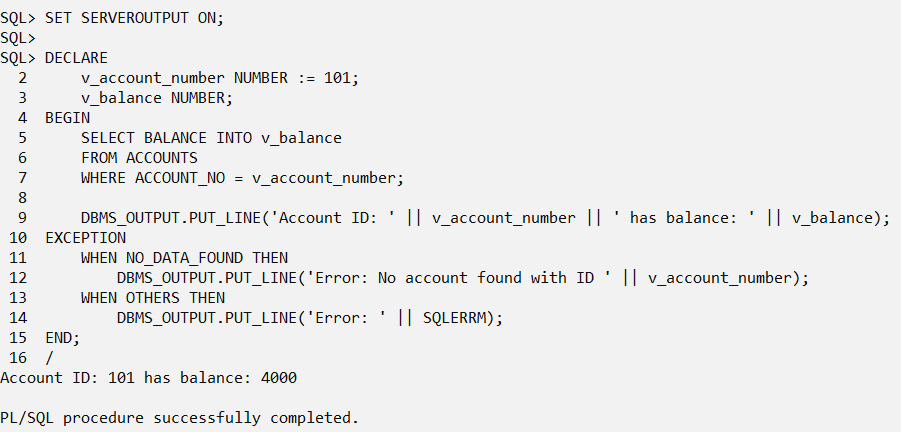 SQL> SET SERVEROUTPUT ON;
SQL>
SQL> DECLARE
  2      v_account_number NUMBER := 101;
  3      v_balance NUMBER;
  4  BEGIN
  5      SELECT BALANCE INTO v_balance
  6      FROM ACCOUNTS
  7      WHERE ACCOUNT_NO = v_account_number;
  8
  9      DBMS_OUTPUT.PUT_LINE('Account ID: ' || v_account_number || ' has balance: ' || v_balance);
 10  EXCEPTION
 11      WHEN NO_DATA_FOUND THEN
 12          DBMS_OUTPUT.PUT_LINE('Error: No account found with ID ' || v_account_number);
 13      WHEN OTHERS THEN
 14          DBMS_OUTPUT.PUT_LINE('Error: ' || SQLERRM);
 15  END;
 16  /
Account ID: 101 has balance: 4000

PL/SQL procedure successfully completed.